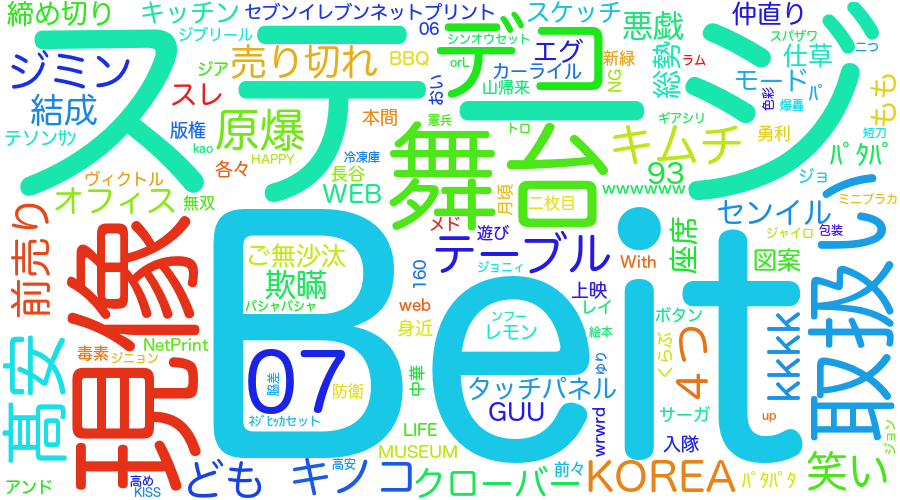 締め切り
キッチン
セブンイレブンネットプリント
スケッチ
悪戯
仲直り
二つ
ジブリール
06
シンオウセット
スパザワ
ステージ
デコ
エグ
仕草
ジミン
ジア
売り切れ
BBQ
orL
カーライル
新緑
総勢
ラム
モード
パ
もも
結成
スレ
山帰来
NG
色彩
爆轟
おい
テソンサン
版権
原爆
本間
憲兵
舞台
トロ
ギアシリ
キムチ
勇利
短刀
kao
HAPPY
各々
冷凍庫
パタパ
ヴィクトル
長谷
WEB
93
wwwwww
ジョ
ミニブラカ
オフィス
無双
月頃
二枚目
センイル
前売り
現像
Beit
メド
遊び
座席
ジャイロ
包装
取扱い
ご無沙汰
テーブル
With
図案
160
ジョニィ
欺瞞
上映
パシャパシャ
web
レイ
高安
NetPrint
身近
ンフー
レモン
絵本
ボタン
kkkk
4つ
くらぶ
毒素
ジニョン
07
脇差
防衛
中華
ゅり
タッチパネル
ネジヒッカセット
GUU
wrwrd
サーガ
up
LIFE
入隊
ジョン
MUSEUM
アンド
高め
KISS
ども
キノコ
高安
クローバー
前々
KOREA
パタパタ
笑い